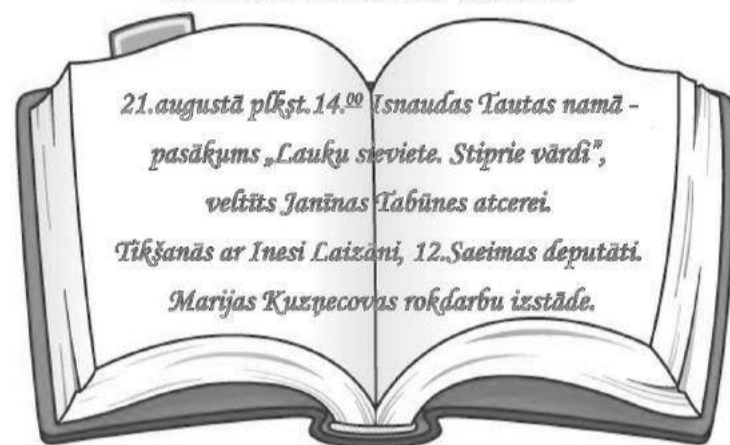 21.augustā plkst.14.⁰⁰ Isnaudas Tautas namā -
pasākums „Lauku sieviete. Stiprie vārdi”,
veltīts Janīnas Tabūnes atcerei.
Tikšanās ar Inesi Laizāni, 12.Saeimas deputāti.
Marijas Kuzņecovas rokdarbu izstāde.